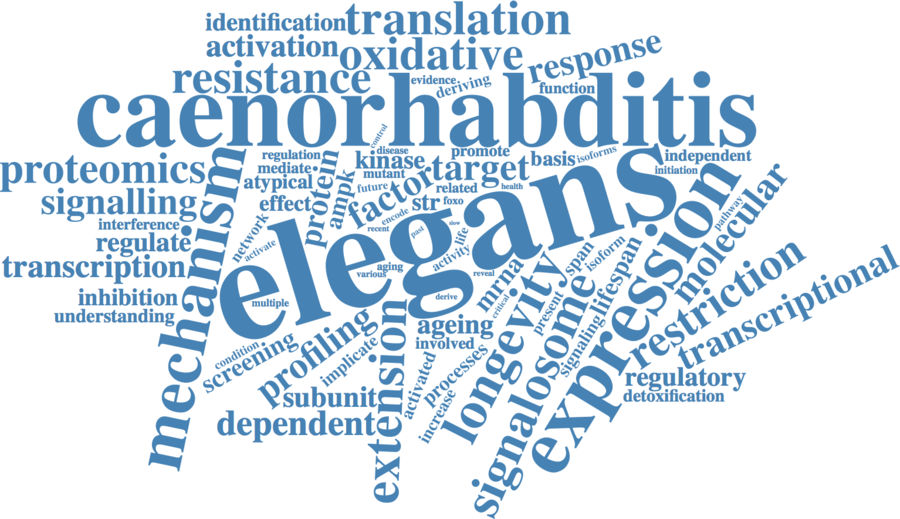 identification
translation
activation
oxidative
response
resistance
evidence
deriving
function
caenorhabditis
control
disease
regulation
promote
isoforms
independent
proteomics
mediate
protein
kinase
target
basis
initiation
mutant
atypical
ampk
future
factor
related
health
signalling
effect
str
foxo
encode
interference
network
recent
past
slow
molecular
pathway
mechanism
regulate
activate
elegans
life
activity
span
isoform
transcription
various
aging
reveal
mrna
lifespan
expression
inhibition
multiple
derive
critical
longevity
present
restriction
understanding
profiling
extension
ageing
signalosome
signaling
transcriptional
condition
screening
implicate
involved
processes
regulatory
subunit
activated
detoxification
dependent
increase